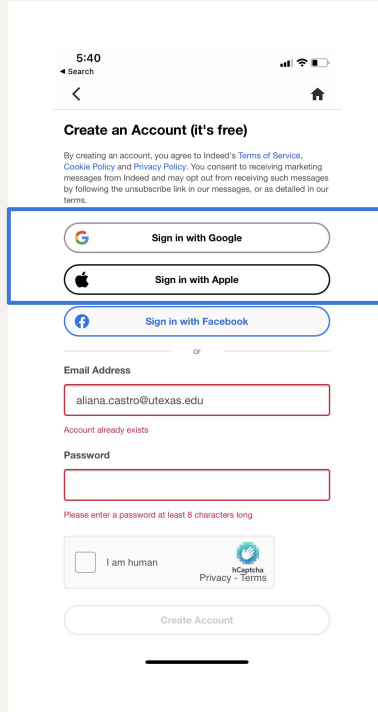 5:40
◄ Search
Create an Account (it's free)
By creating an account, you agree to Indeed's Terms of Service,
Cookie Policy and Privacy Policy. You consent to receiving marketing
messages from Indeed and may opt out from receiving such messages
by following the unsubscribe link in our messages, or as detailed in our
terms.
Sign in with Google
Sign in with Apple
Sign in with Facebook
or
Email Address
aliana.castro@utexas.edu
Account already exists
Password
Please enter a password at least 8 characters long
I am human
hCaptcha
Privacy - Terms
Create Account